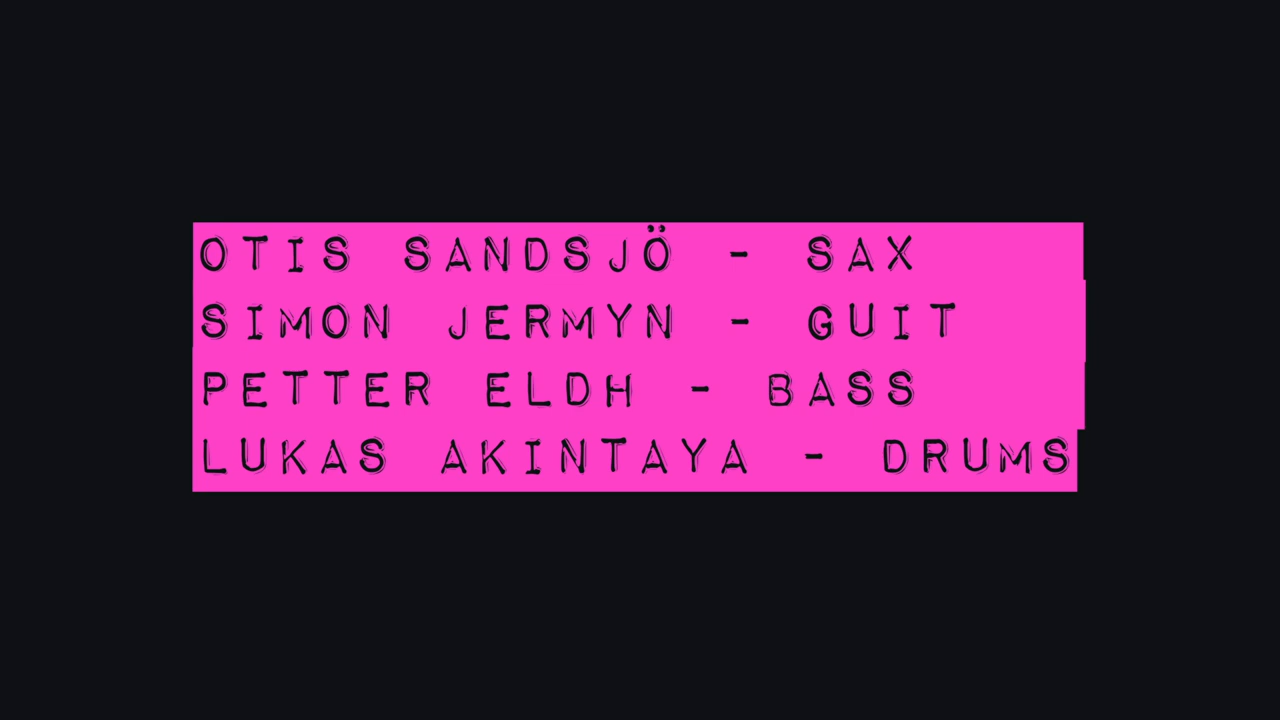 OTIS SANDSJÖ - SAX
SIMON JERMYN - GUIT
PETTER ELDH - BASS
LUKAS AKINTAYA - DRUMS